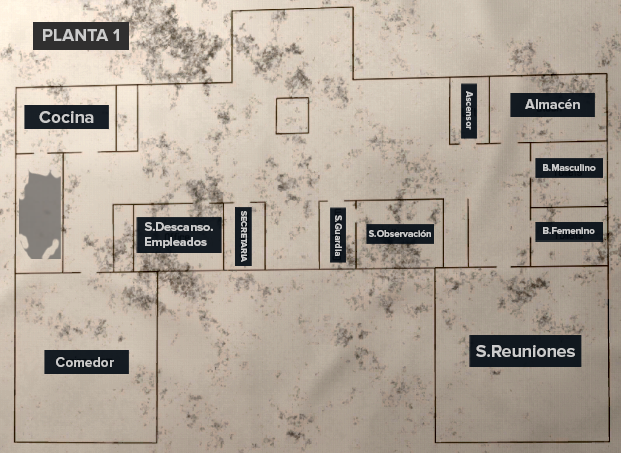 PLANTA 1
Cocina
Ascensor
Almacén
B.Masculino
S.Descanso.
Empleados
SECRETARIA
S.Guardia
S.Observación
B.Femenino
Comedor
S.Reuniones